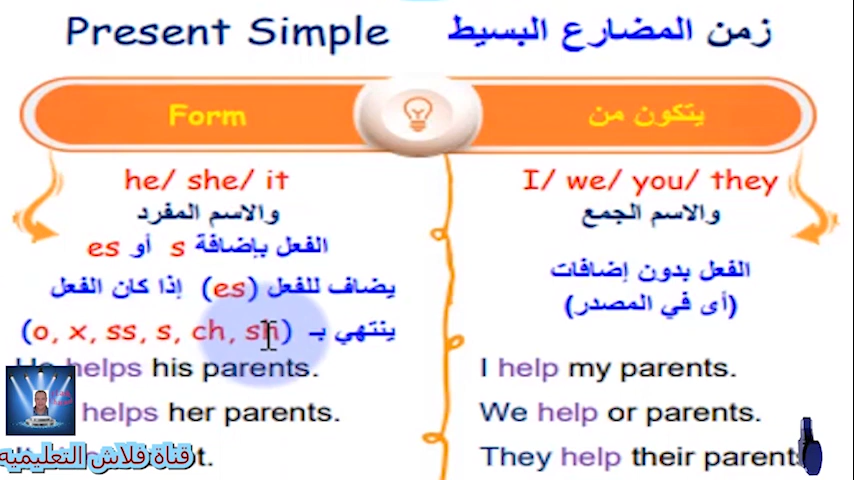 Present Simple زمن المضارع البسيط
Form
يتكون من
he/ she/ it
والاسم المفرد
الفعل بإضافة s أو es
يضاف للفعل (es) إذا كان الفعل
ينتهي بـ (o, x, ss, s, ch, sh)
He helps his parents.
helps her parents.
I/ we/ you/ they
والاسم الجمع
الفعل بدون إضافات
(أى في المصدر)
I help my parents.
We help or parents.
They help their parents
قناة فلاش التعليميه